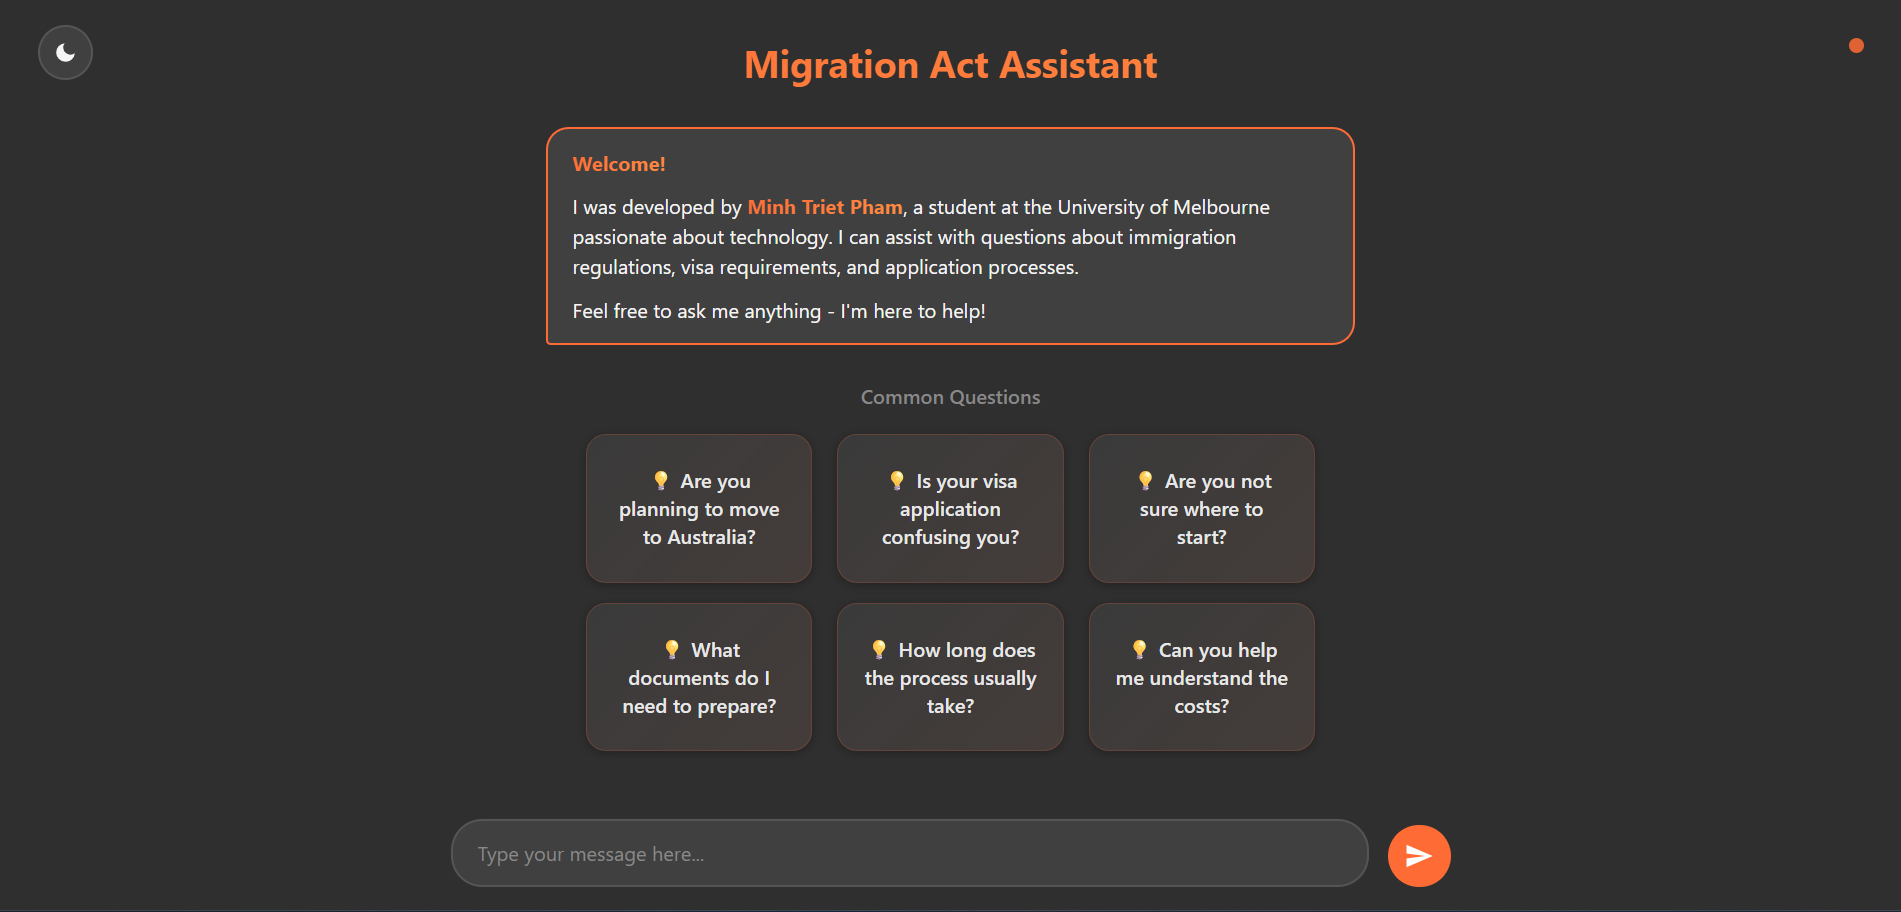 Migration Act Assistant
Welcome!
I was developed by Minh Triet Pham, a student at the University of Melbourne
passionate about technology. I can assist with questions about immigration
regulations, visa requirements, and application processes.
Feel free to ask me anything - I'm here to help!
Common Questions
💡 Are you
planning to move
to Australia?
💡 Is your visa
application
confusing you?
💡 Are you not
sure where to
start?
💡 What
documents do I
need to prepare?
💡 How long does
the process usually
take?
💡 Can you help
me understand the
costs?
Type your message here...